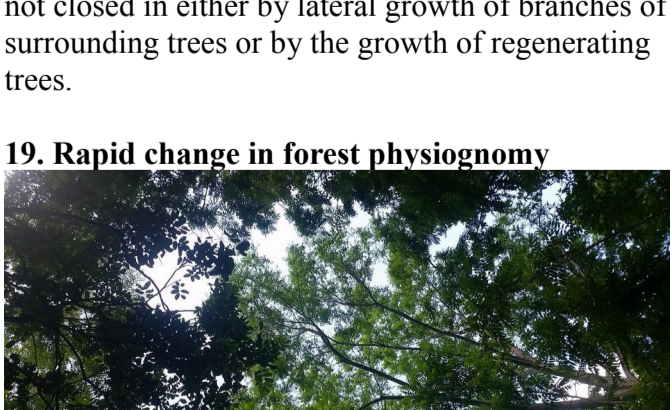 not closed in either by lateral growth of branches of
surrounding trees or by the growth of regenerating
trees.
19. Rapid change in forest physiognomy